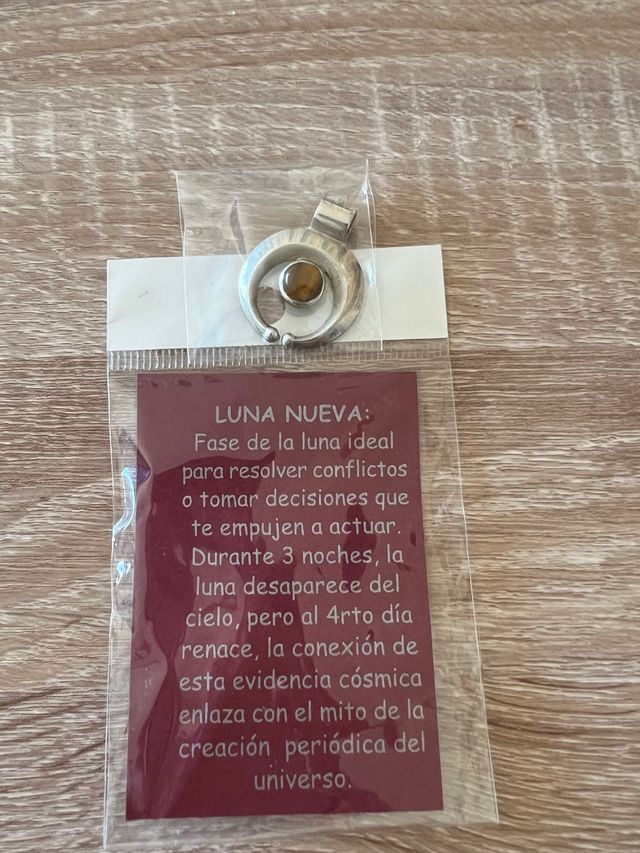 LUNA NUEVA:
Fase de la luna ideal
para resolver conflictos
o tomar decisiones que
te empujen a actuar.
Durante 3 noches, la
luna desaparece del
cielo, pero al 4rto día
renace, la conexión de
esta evidencia cósmica
enlaza con el mito de la
creación periódica del
universo.